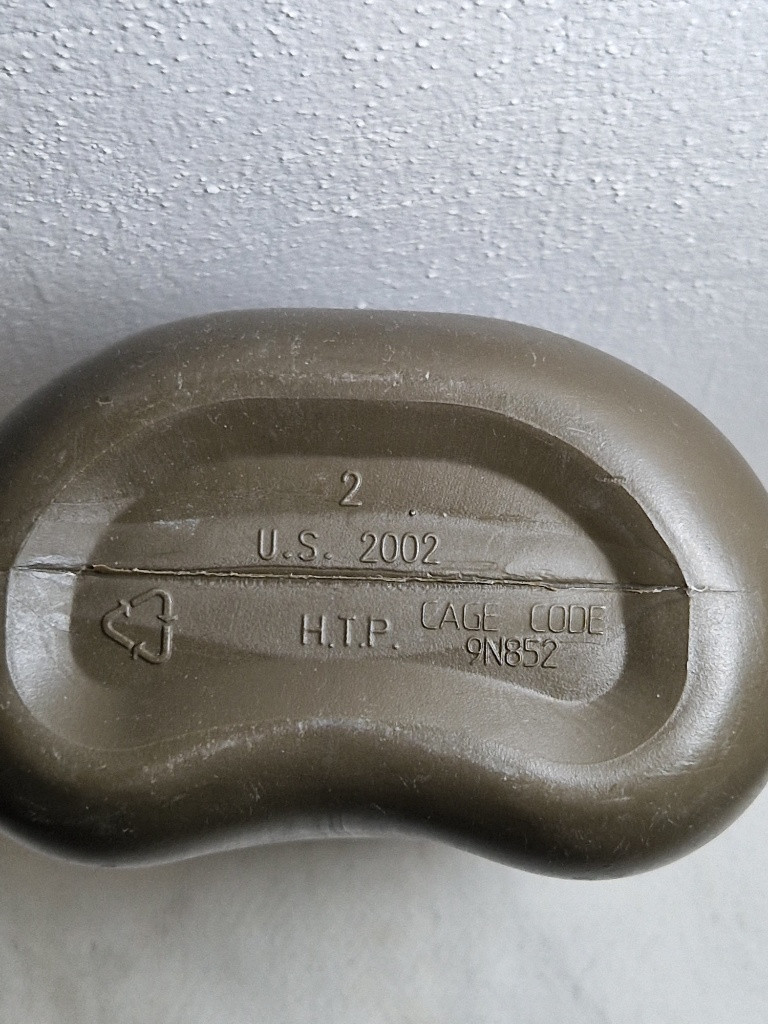 2
U.S. 2002
H.T.P.
CAGE CODE
9N852